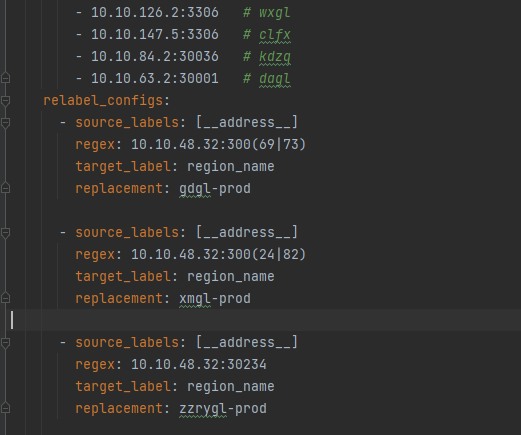 - 10.10.126.2:3306 # wxgl
- 10.10.147.5:3306 # clfx
- 10.10.84.2:30036 # kdzq
- 10.10.63.2:30001 # dagl
relabel_configs:
- source_labels: [__address__]
regex: 10.10.48.32:300(69|73)
target_label: region_name
replacement: gdgl-prod
- source_labels: [__address__]
regex: 10.10.48.32:300(24|82)
target_label: region_name
replacement: xmgl-prod
- source_labels: [__address__]
regex: 10.10.48.32:30234
target_label: region_name
replacement: zzrygl-prod